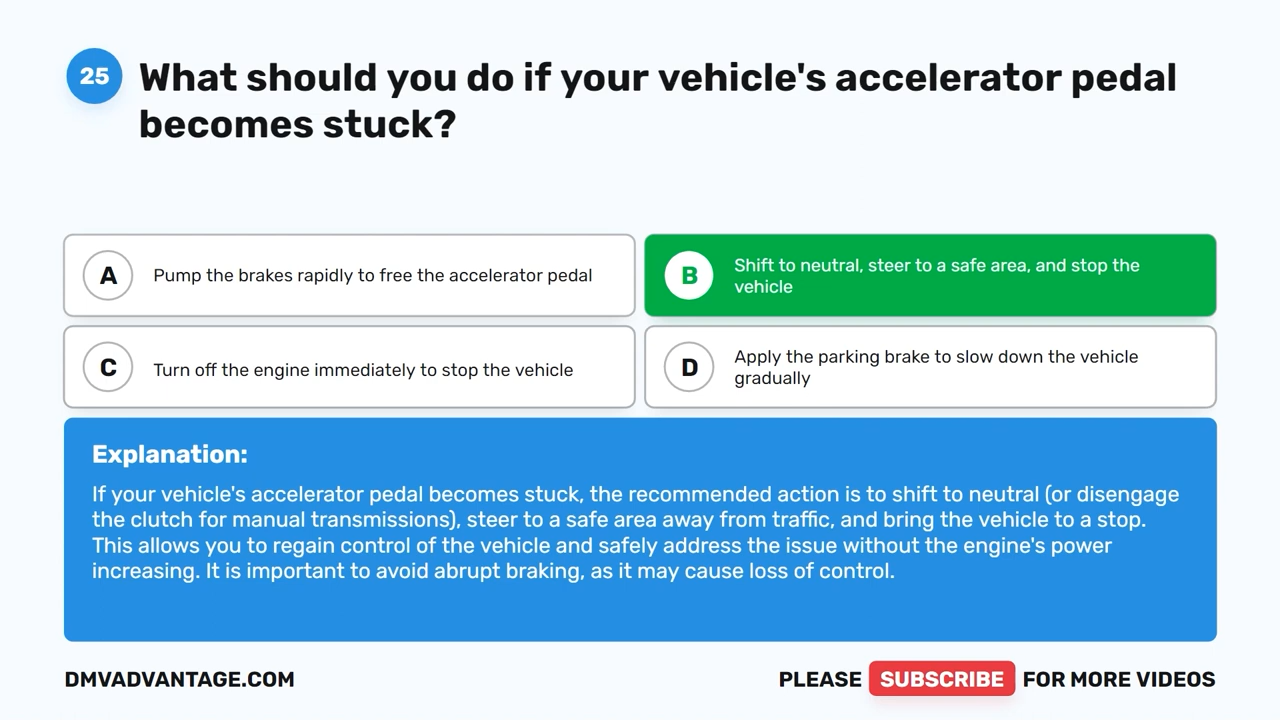 25
What should you do if your vehicle's accelerator pedal
becomes stuck?
A
Pump the brakes rapidly to free the accelerator pedal
B
Shift to neutral, steer to a safe area, and stop the
vehicle
C
Turn off the engine immediately to stop the vehicle
D
Apply the parking brake to slow down the vehicle
gradually
Explanation:
If your vehicle's accelerator pedal becomes stuck, the recommended action is to shift to neutral (or disengage
the clutch for manual transmissions), steer to a safe area away from traffic, and bring the vehicle to a stop.
This allows you to regain control of the vehicle and safely address the issue without the engine's power
increasing. It is important to avoid abrupt braking, as it may cause loss of control.
DMVADVANTAGE.COM
PLEASE SUBSCRIBE FOR MORE VIDEOS